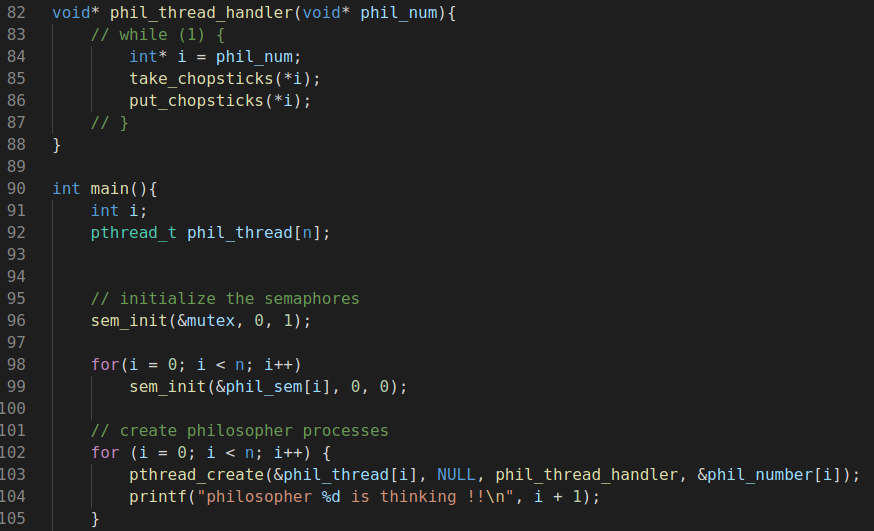 82 void* phil_thread_handler(void* phil_num){
83 // while (1) {
84 int* i = phil_num;
85 take_chopsticks(*i);
86 put_chopsticks(*i);
87 // }
88 }
89
90 int main(){
91 int i;
92 pthread_t phil_thread[n];
93
94
95 // initialize the semaphores
96 sem_init(&mutex, 0, 1);
97
98 for(i = 0; i < n; i++)
99 sem_init(&phil_sem[i], 0, 0);
100
101 // create philosopher processes
102 for (i = 0; i < n; i++) {
103 pthread_create(&phil_thread[i], NULL, phil_thread_handler, &phil_number[i]);
104 printf("philosopher %d is thinking !!\n", i + 1);
105 }